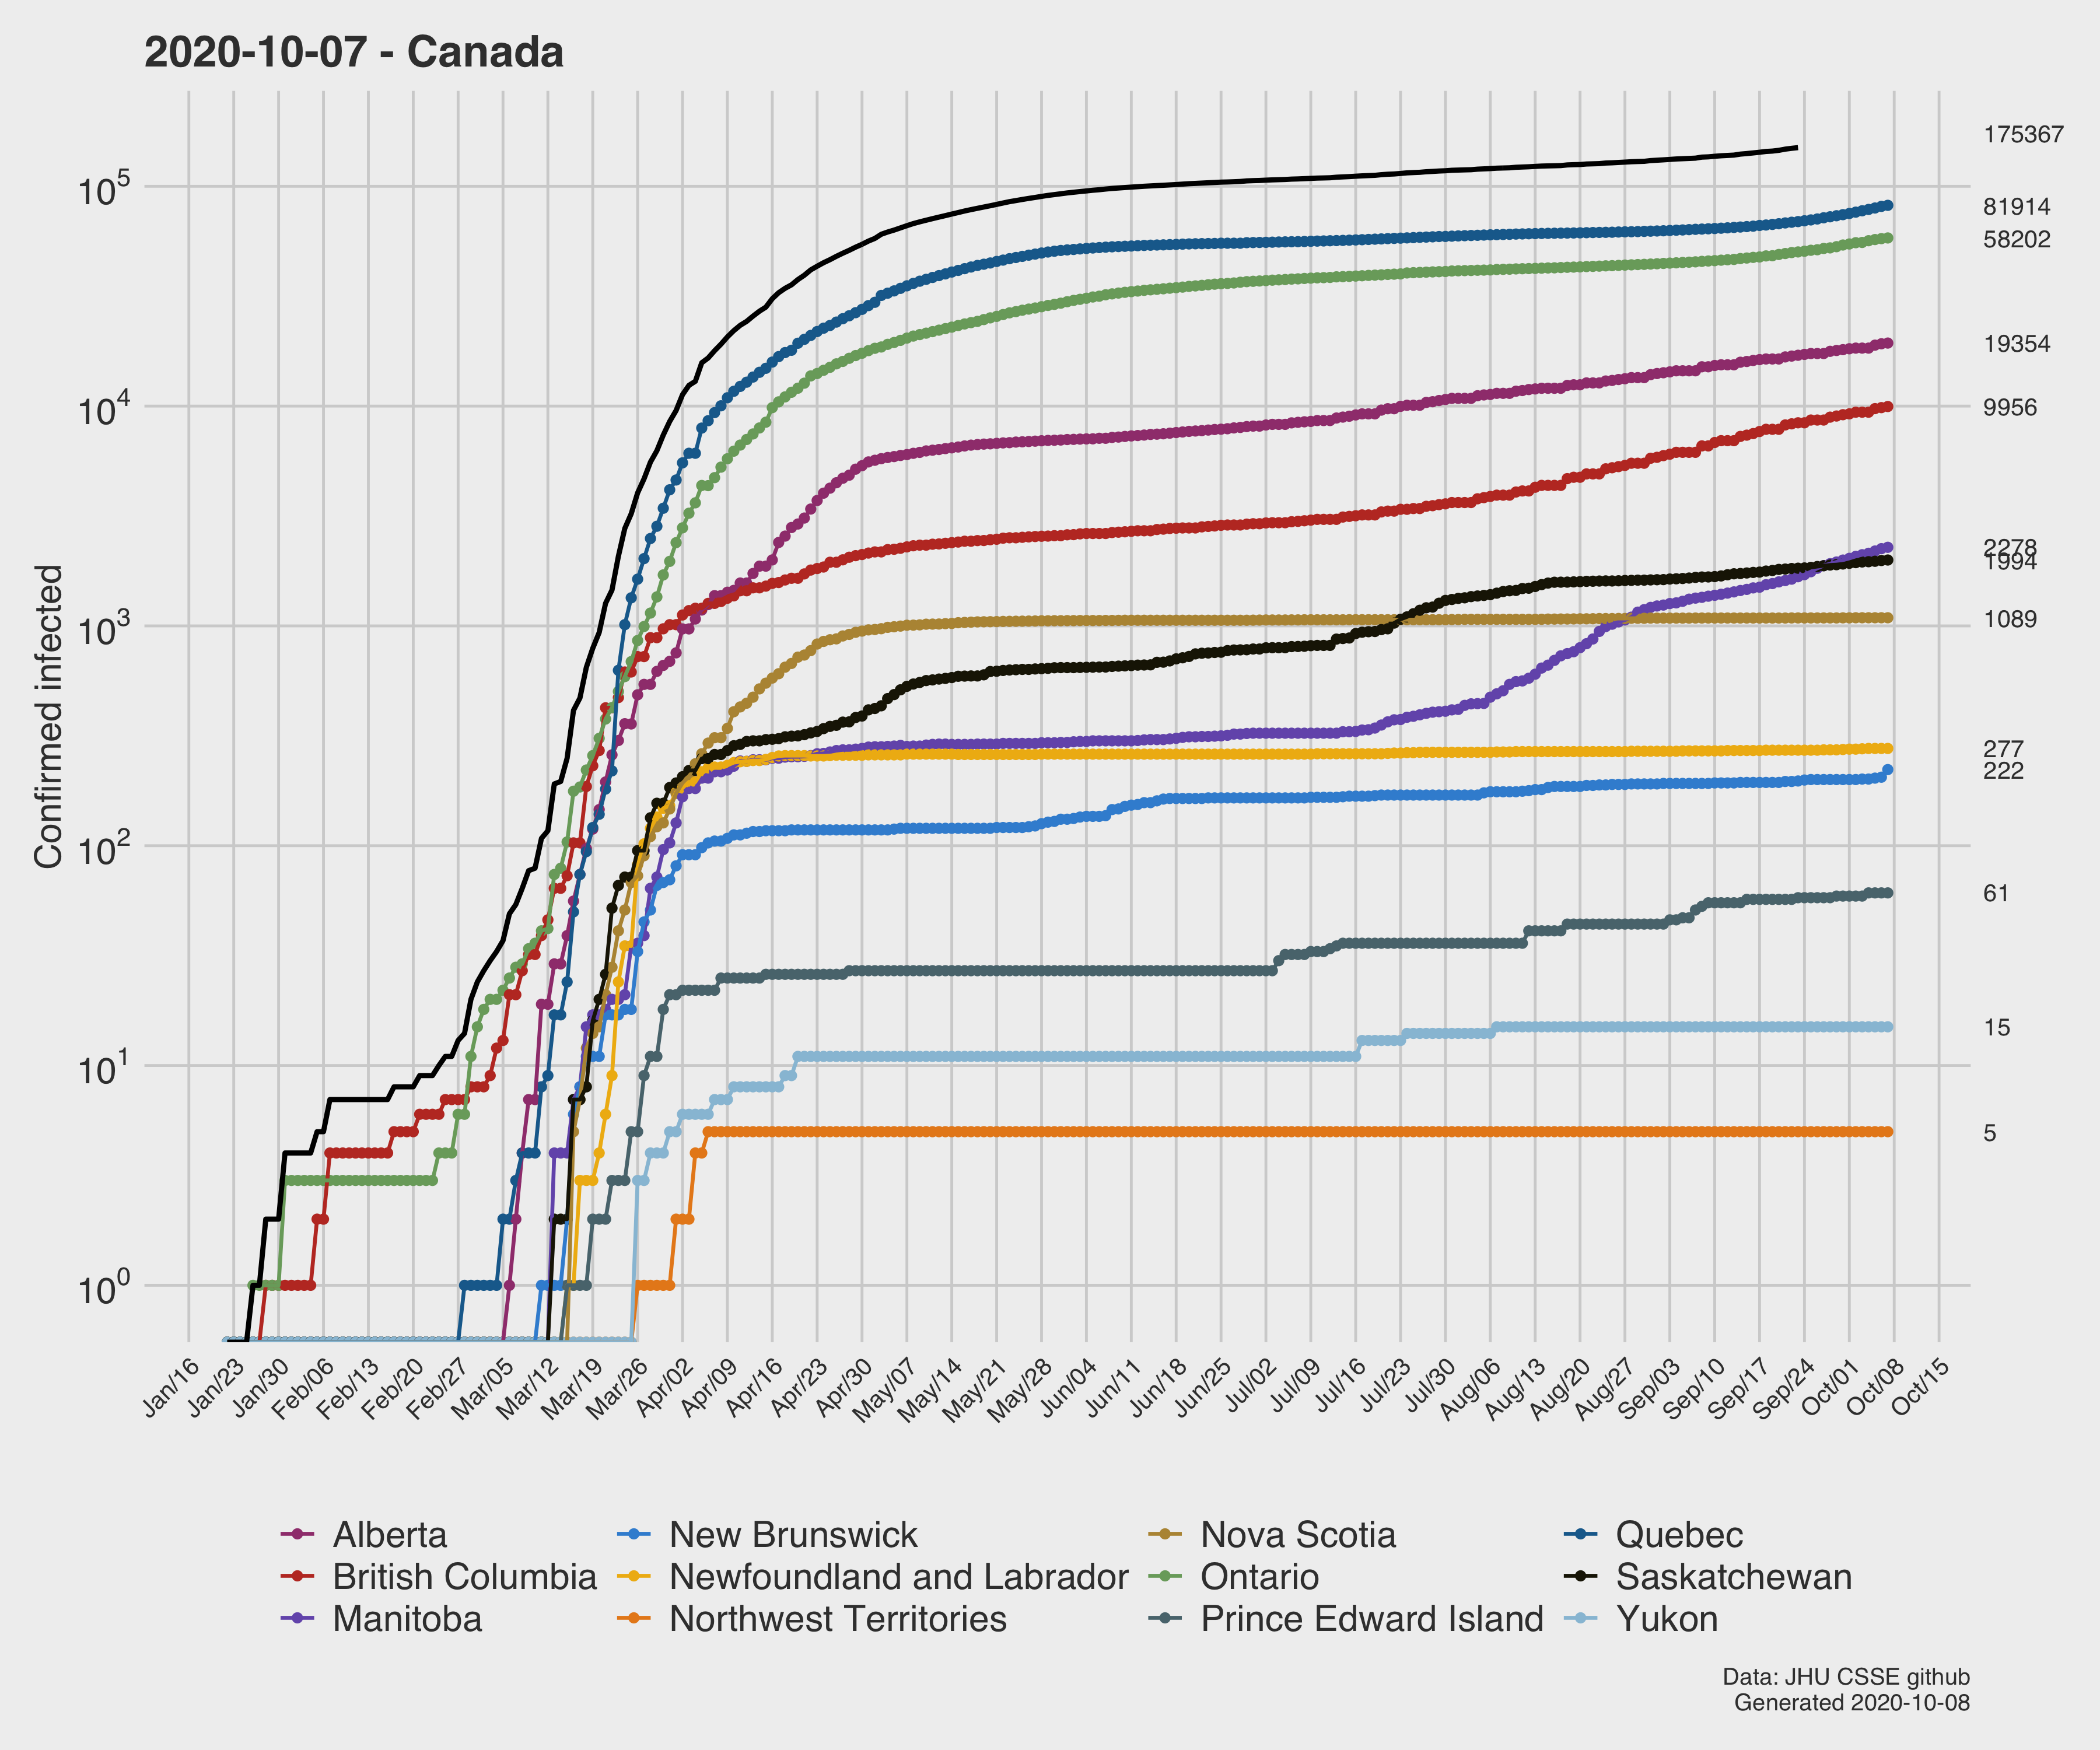 2020-10-07 - Canada
Confirmed infected
10^5
10^4
10^3
10^2
10^1
10^0
175367
81914
58202
19354
9956
2278
1994
1089
277
222
61
15
5
Jan/16
Jan/23
Jan/30
Feb/06
Feb/13
Feb/20
Feb/27
Mar/05
Mar/12
Mar/19
Mar/26
Apr/02
Apr/09
Apr/16
Apr/23
Apr/30
May/07
May/14
May/21
May/28
Jun/04
Jun/11
Jun/18
Jun/25
Jul/02
Jul/09
Jul/16
Jul/23
Jul/30
Aug/06
Aug/13
Aug/20
Aug/27
Sep/03
Sep/10
Sep/17
Sep/24
Oct/01
Oct/08
Oct/15
Alberta
British Columbia
Manitoba
New Brunswick
Newfoundland and Labrador
Northwest Territories
Nova Scotia
Ontario
Prince Edward Island
Quebec
Saskatchewan
Yukon
Data: JHU CSSE github
Generated 2020-10-08